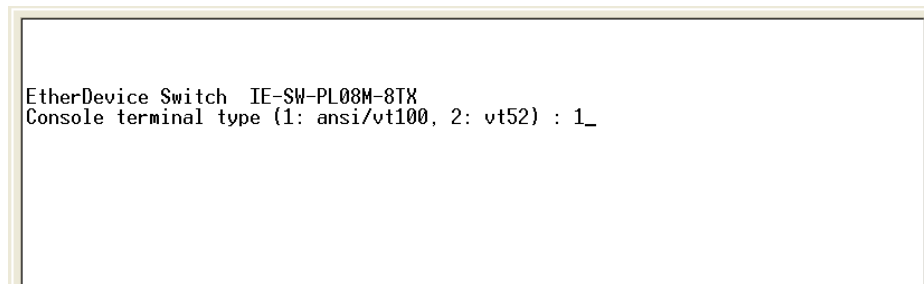 EtherDevice Switch  IE-SW-PL08M-8TX
Console terminal type (1: ansi/vt100, 2: vt52) : 1_